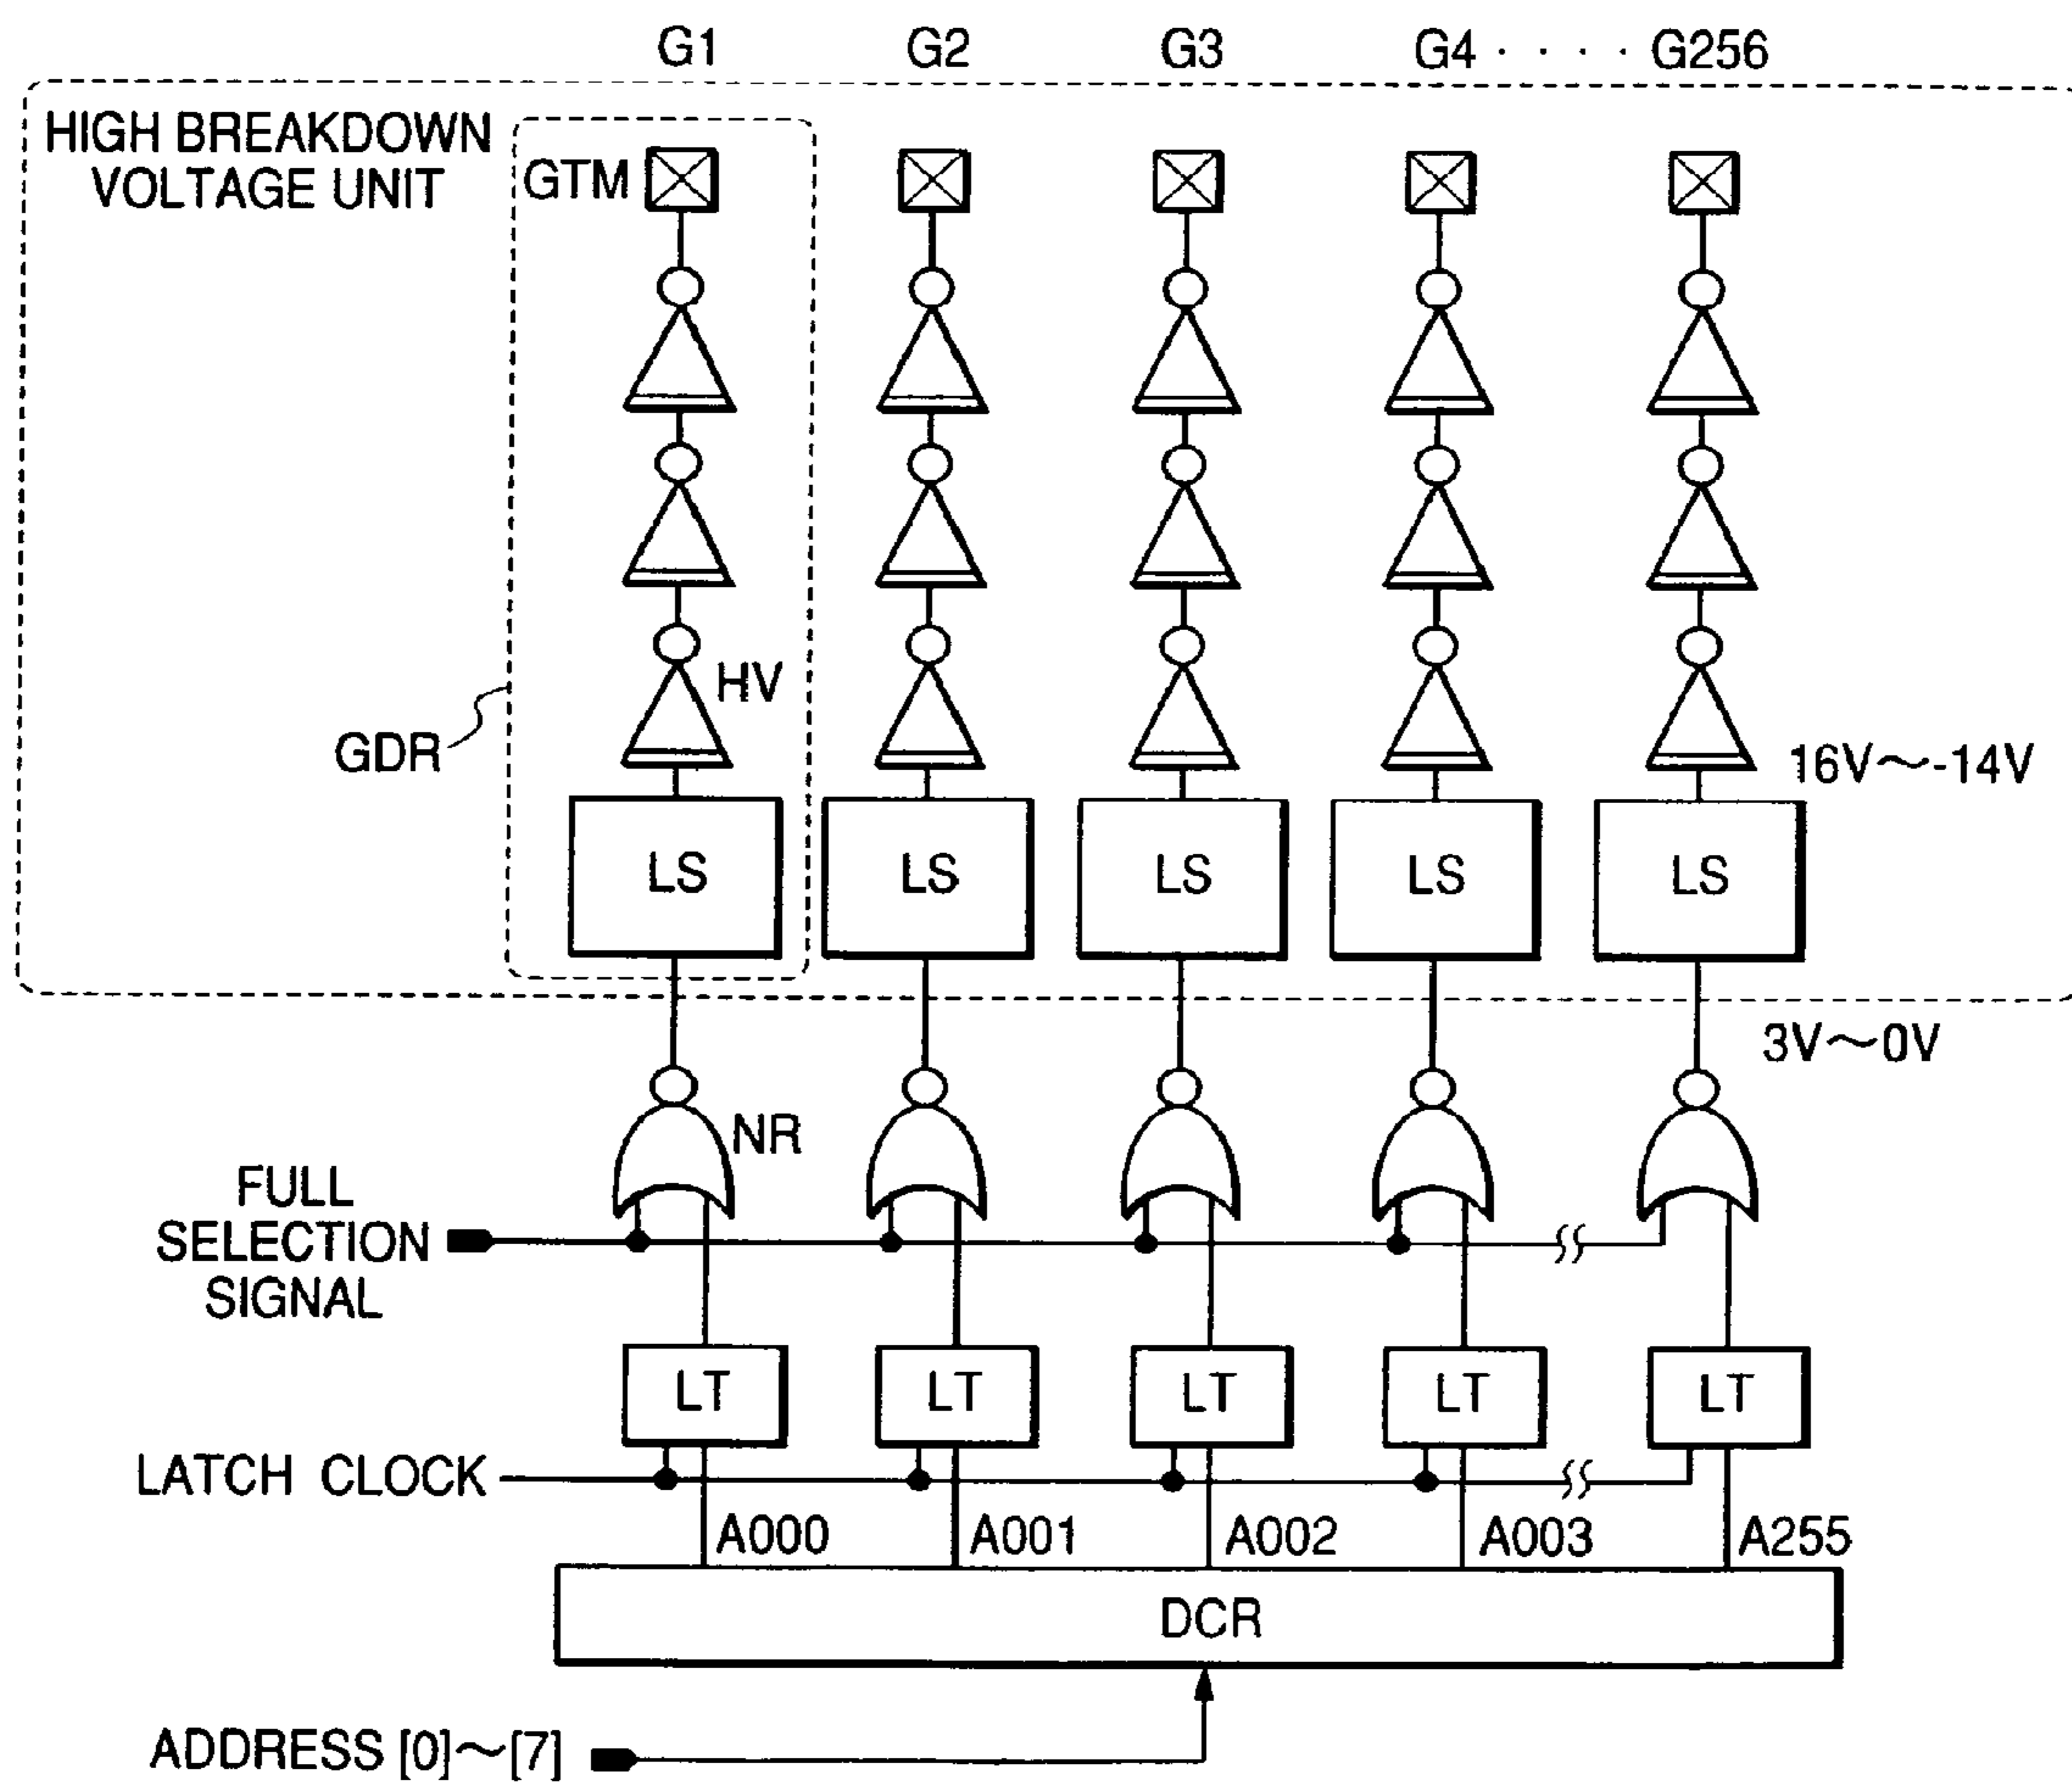 G1 G2 G3 G4 · · · · G256
HIGH BREAKDOWN
VOLTAGE UNIT
GTM
HV
GDR
16V～-14V
LS LS LS LS LS
3V～0V
NR
FULL
SELECTION
SIGNAL
LT LT LT LT LT
LATCH CLOCK
A000 A001 A002 A003 A255
DCR
ADDRESS [0]～[7]